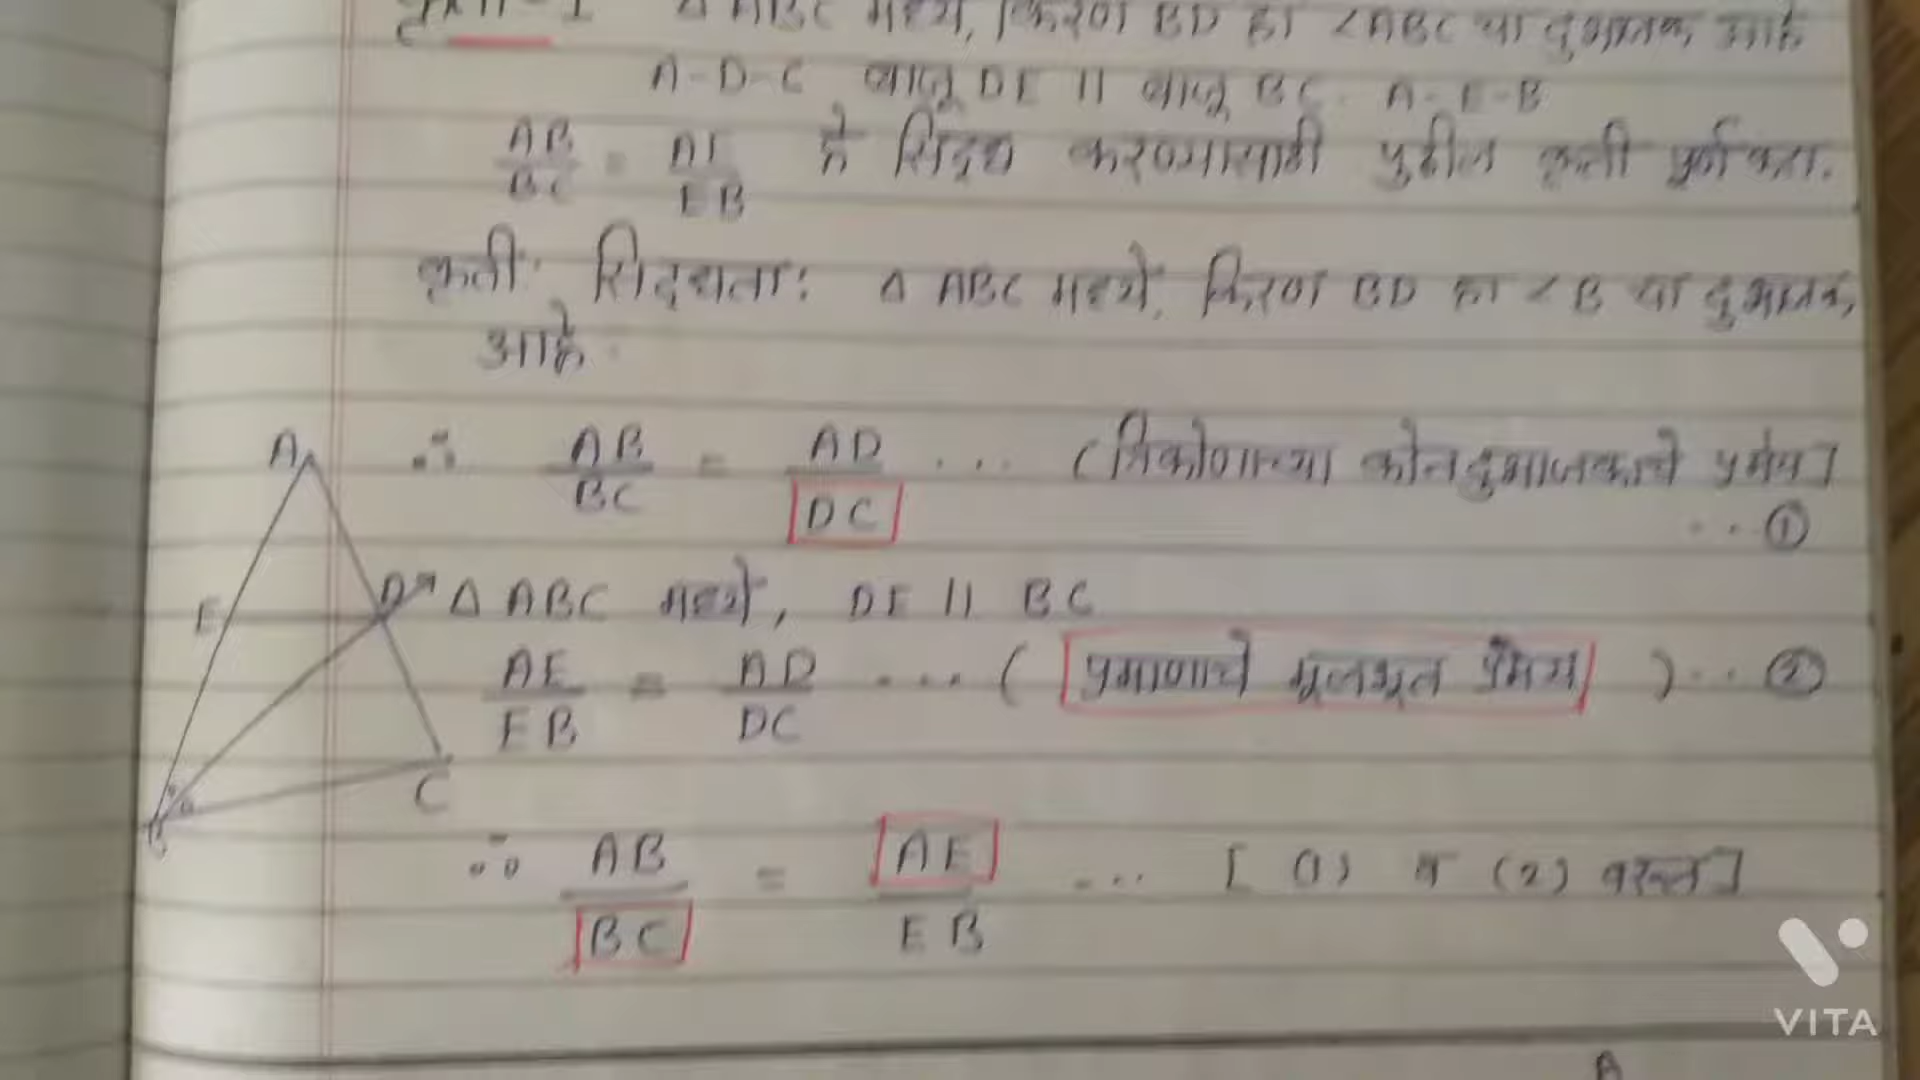 Δ ABC मध्ये, किरण BD हा ∠ABC चा दुभाजक आहे
A-D-C बाजू DE || बाजू BC. A-E-B
AB/BC = AE/EB हे सिद्ध करण्यासाठी पुढील कृती पूर्ण करा.
कृती: सिद्धता: Δ ABC मध्ये, किरण BD हा ∠B चा दुभाजक
आहे.
∴ AB/BC = AD/DC ... (त्रिकोणाच्या कोनदुभाजकाचे प्रमेय]
... ①
Δ ABC मध्ये, DE || BC
AE/EB = AD/DC .... ( प्रमाणाचे मूलभूत प्रमेय ) ... ②
∴ AB/BC = AE/EB .... [ (1) व (2) वरून]
A
E
D
B
C
VITA
A